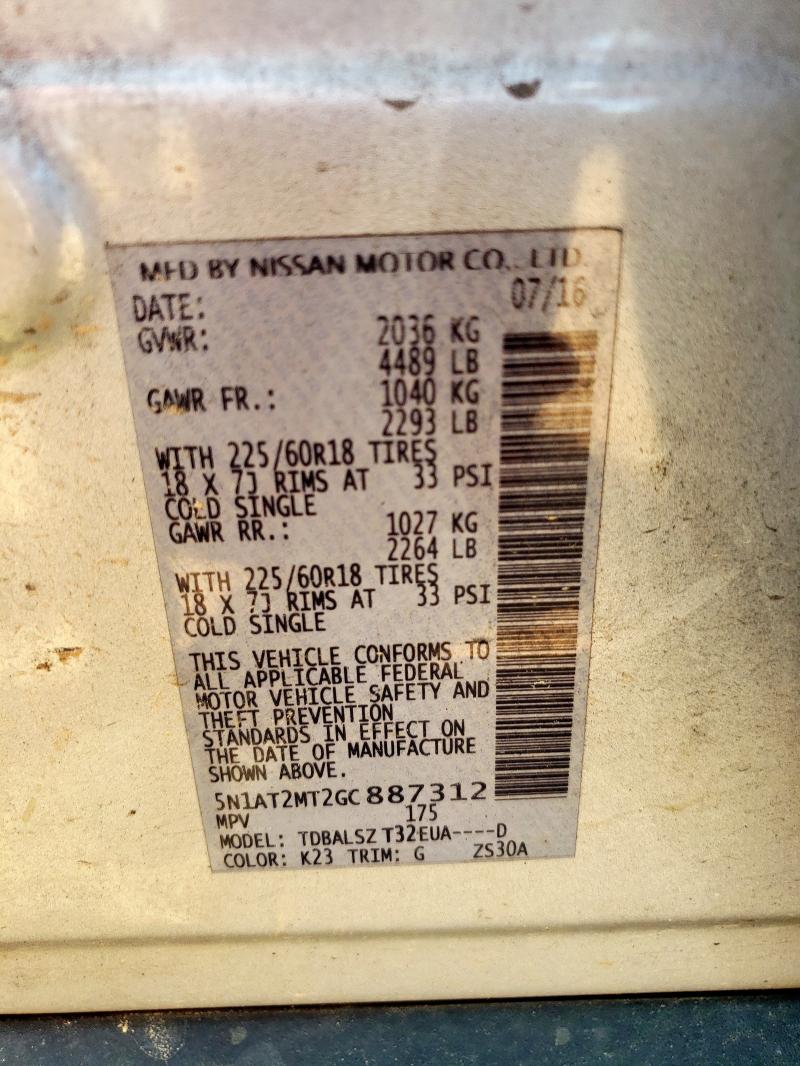 MFD BY NISSAN MOTOR CO., LTD.
DATE: 07/16
GVWR: 2036 KG
4489 LB
GAWR FR.: 1040 KG
2293 LB
WITH 225/60R18 TIRES
18 X 7J RIMS AT 33 PSI
COLD SINGLE
GAWR RR.: 1027 KG
2264 LB
WITH 225/60R18 TIRES
18 X 7J RIMS AT 33 PSI
COLD SINGLE
THIS VEHICLE CONFORMS TO
ALL APPLICABLE FEDERAL
MOTOR VEHICLE SAFETY AND
THEFT PREVENTION
STANDARDS IN EFFECT ON
THE DATE OF MANUFACTURE
SHOWN ABOVE.
5N1AT2MT2GC887312
MPV 175
MODEL: TDBALSZ T32EUA----D
COLOR: K23 TRIM: G ZS30A